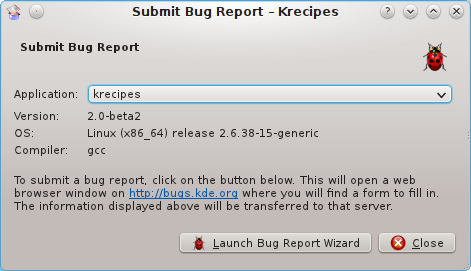 Submit Bug Report – Krecipes
Submit Bug Report
Application: krecipes
Version: 2.0-beta2
OS: Linux (x86_64) release 2.6.38-15-generic
Compiler: gcc
To submit a bug report, click on the button below. This will open a web
browser window on http://bugs.kde.org where you will find a form to fill in.
The information displayed above will be transferred to that server.
Launch Bug Report Wizard Close